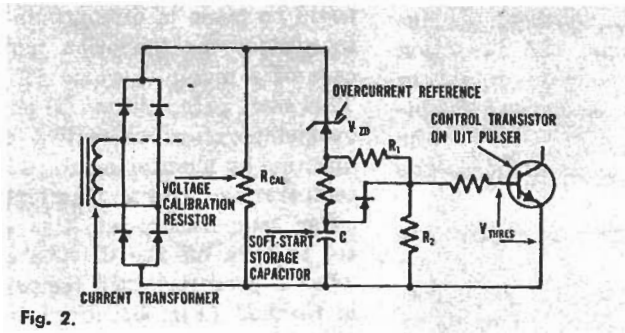 OVERCURRENT REFERENCE
V ZD
CONTROL TRANSISTOR
ON UJT PULSER
R1
RCAL
VOLTAGE
CALIBRATION
RESISTOR
SOFT-START
STORAGE
CAPACITOR
C
R2
VTHRES
CURRENT TRANSFORMER
Fig. 2.